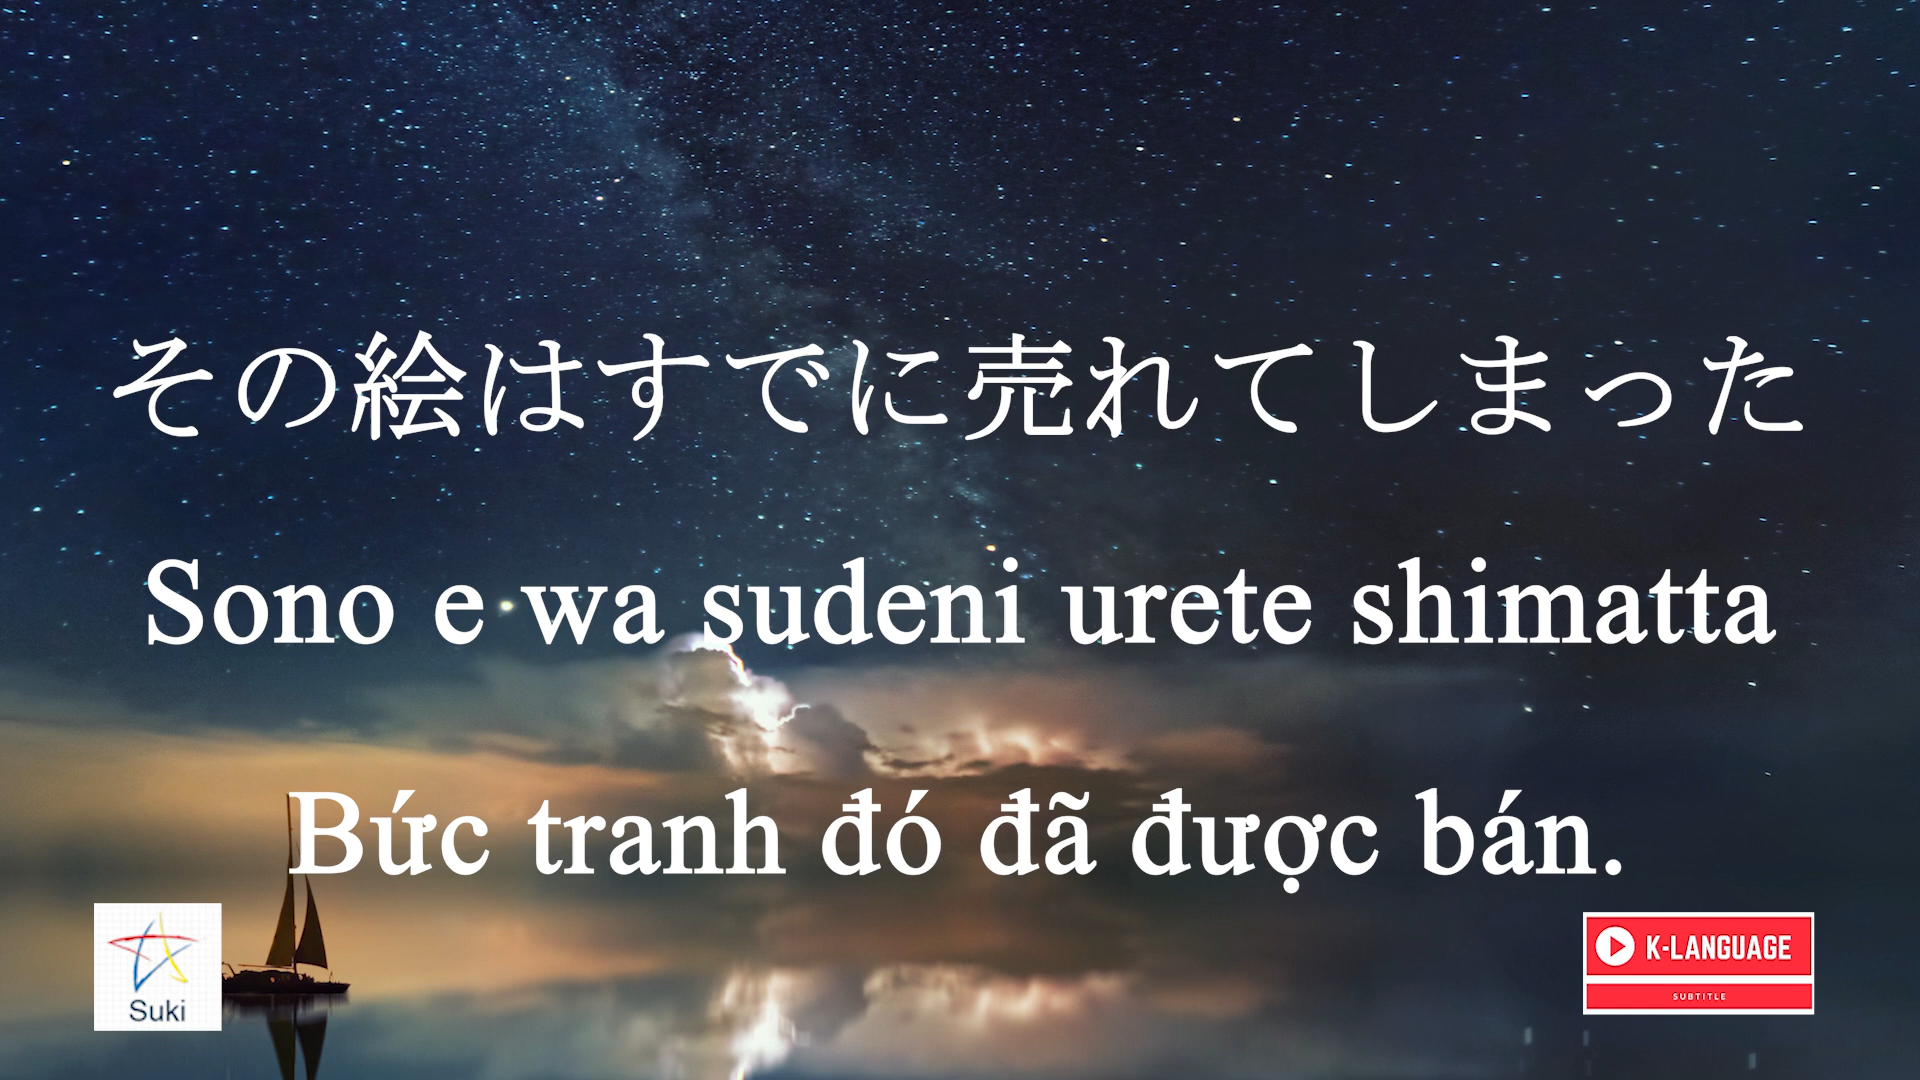 その絵はすでに売れてしまった
Sono e wa sudeni urete shimatta
Bức tranh đó đã được bán.
Suki
K-LANGUAGE
SUBTITLE